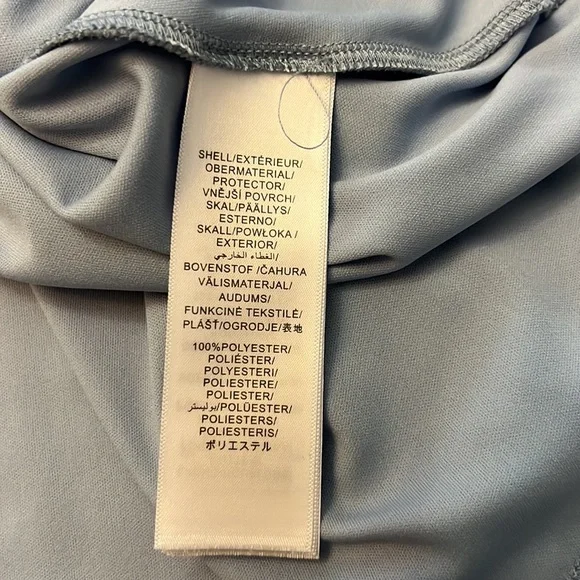 SHELL/EXTÉRIEUR/
OBERMATERIAL/
PROTECTOR/
VNĚJŠÍ POVRCH/
SKAL/PÄÄLLYS/
ESTERNO/
SKALL/POWŁOKA /
EXTERIOR/
الغطاء الخارجي/
BOVENSTOF /ČAHURA
VÄLISMATERJAL/
AUDUMS/
FUNKCINĖ TEKSTILĖ/
PLÁŠŤ/OGRODJE/表地
100%POLYESTER/
POLIÉSTER/
POLYESTERI/
POLIESTERE/
POLIESTER/
بوليستر/POLÜESTER/
POLIESTERS/
POLIESTERIS/
ポリエステル